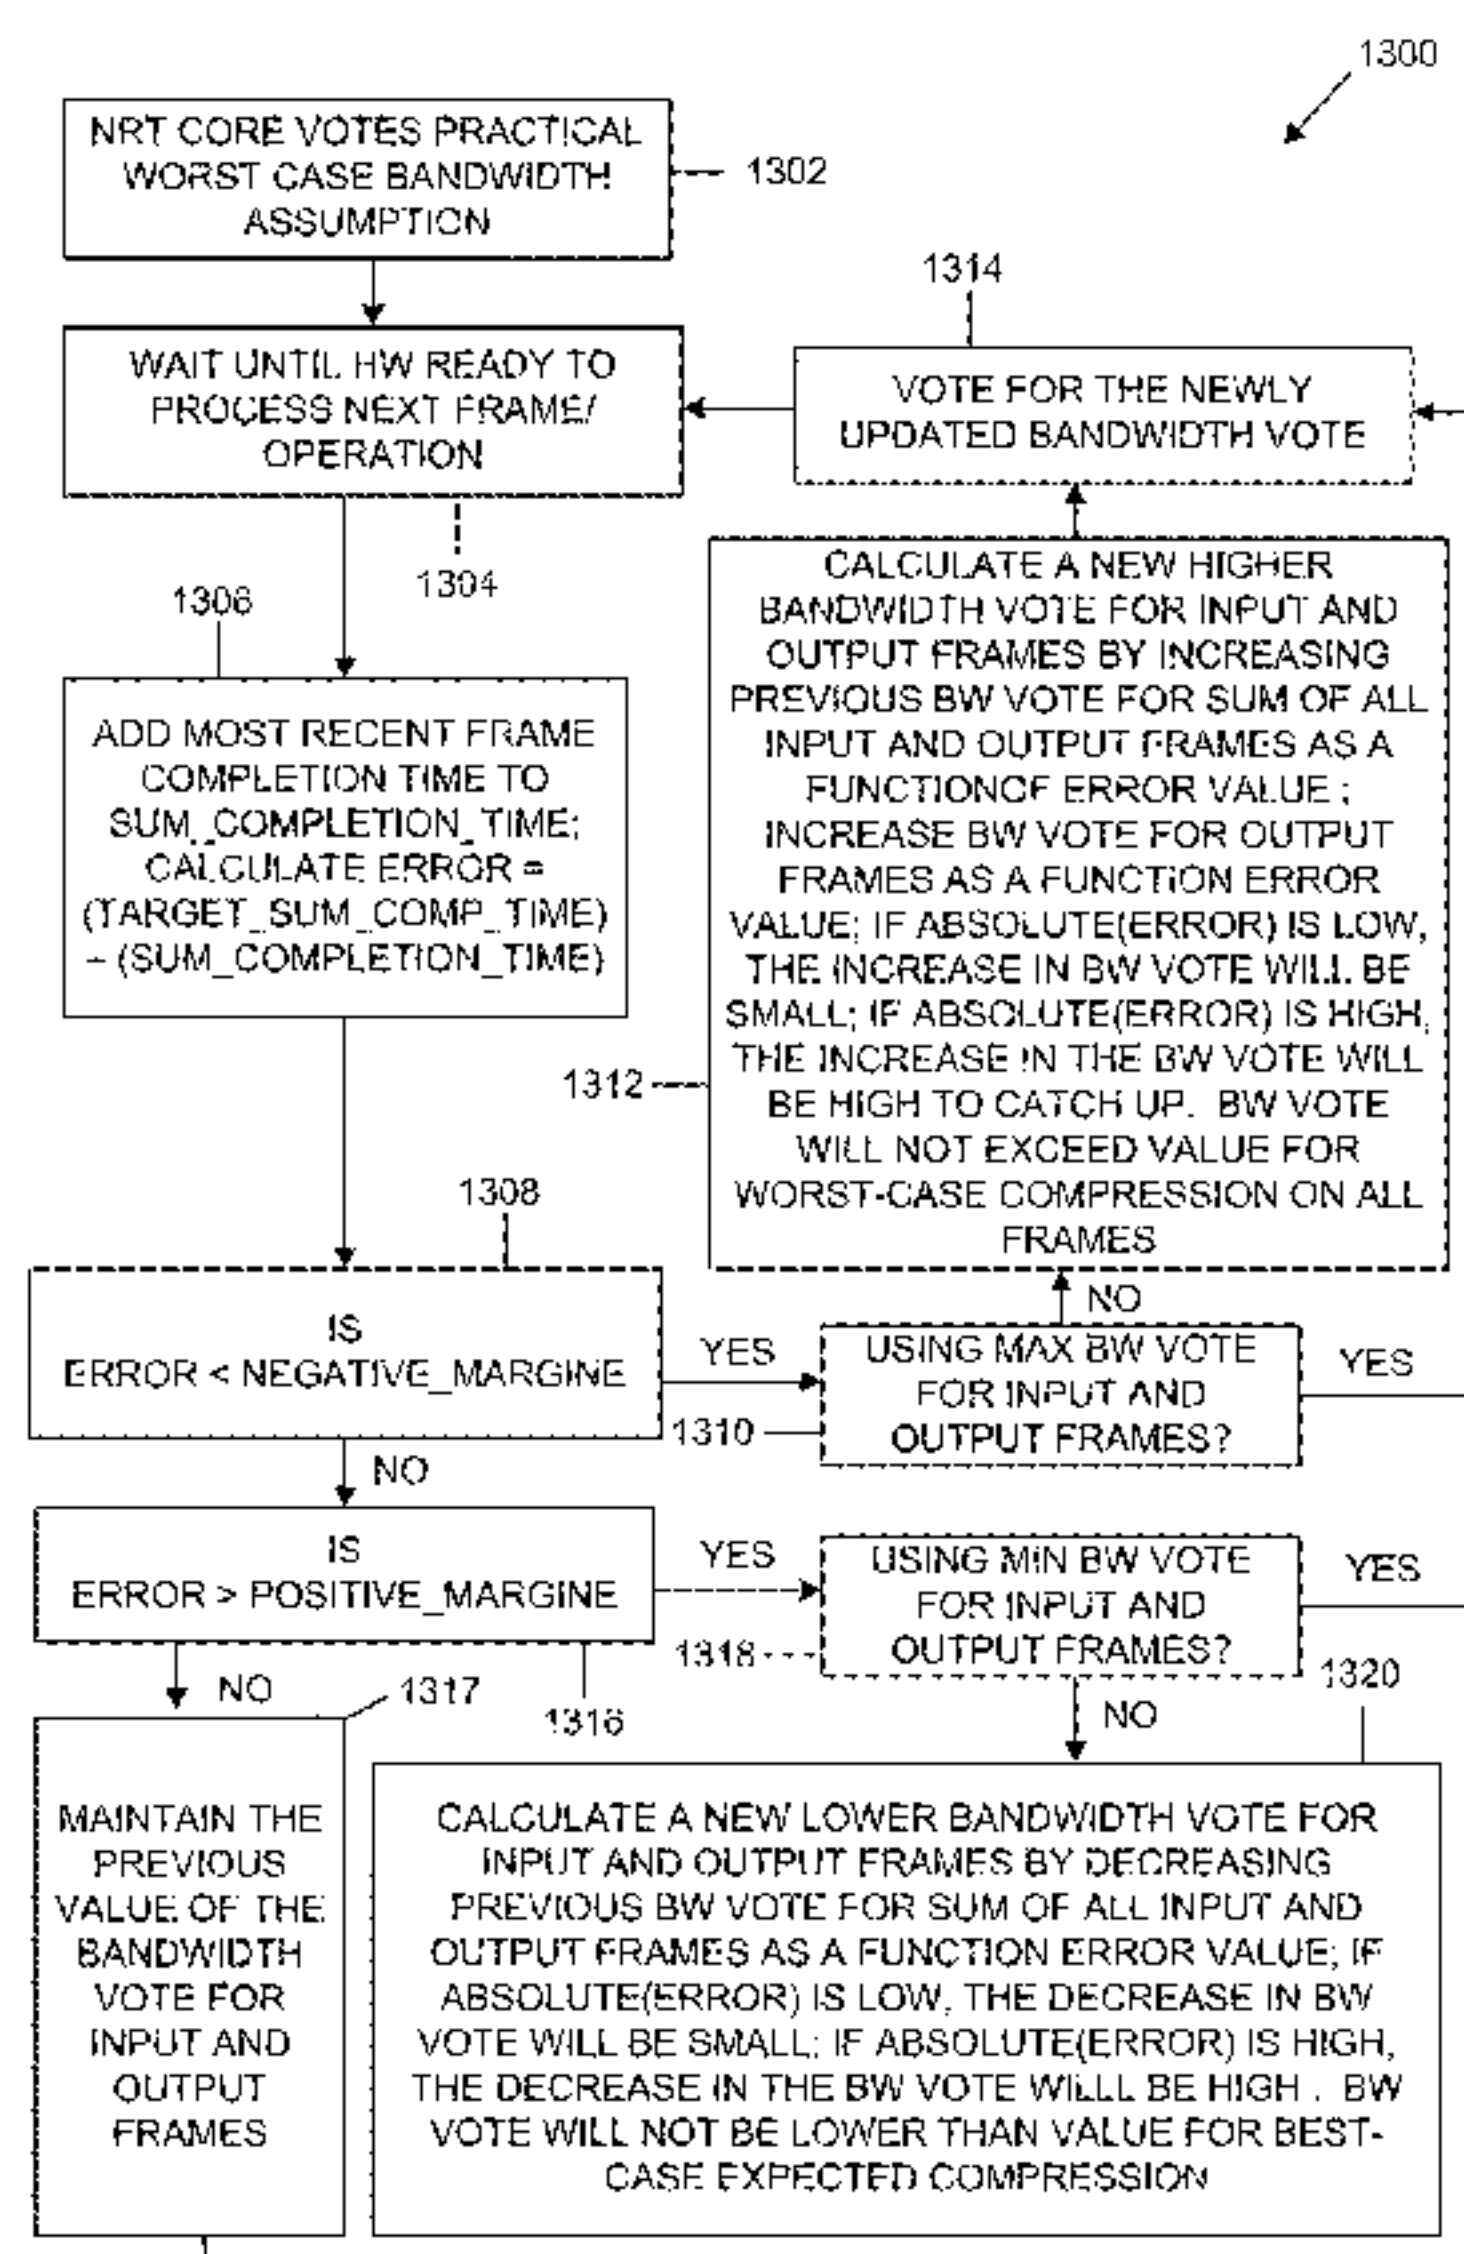 1300
NRT CORE VOTES PRACTICAL
WORST CASE BANDWIDTH
ASSUMPTION
1302
1314
WAIT UNTIL HW READY TO
PROCESS NEXT FRAME/
OPERATION
1304
VOTE FOR THE NEWLY
UPDATED BANDWIDTH VOTE
1306
ADD MOST RECENT FRAME
COMPLETION TIME TO
SUM_COMPLETION_TIME;
CALCULATE ERROR =
(TARGET_SUM_COMP_TIME)
– (SUM_COMPLETION_TIME)
CALCULATE A NEW HIGHER
BANDWIDTH VOTE FOR INPUT AND
OUTPUT FRAMES BY INCREASING
PREVIOUS BW VOTE FOR SUM OF ALL
INPUT AND OUTPUT FRAMES AS A
FUNCTIONOF ERROR VALUE ;
INCREASE BW VOTE FOR OUTPUT
FRAMES AS A FUNCTION ERROR
VALUE; IF ABSOLUTE(ERROR) IS LOW,
THE INCREASE IN BW VOTE WILL BE
SMALL; IF ABSOLUTE(ERROR) IS HIGH,
THE INCREASE IN THE BW VOTE WILL
BE HIGH TO CATCH UP. BW VOTE
WILL NOT EXCEED VALUE FOR
WORST-CASE COMPRESSION ON ALL
FRAMES
1312
1308
IS
ERROR < NEGATIVE_MARGINE
YES
NO
USING MAX BW VOTE
FOR INPUT AND
OUTPUT FRAMES?
1310
YES
NO
IS
ERROR > POSITIVE_MARGINE
YES
USING MIN BW VOTE
FOR INPUT AND
OUTPUT FRAMES?
YES
1318
1320
NO
1317
1316
NO
MAINTAIN THE
PREVIOUS
VALUE OF THE
BANDWIDTH
VOTE FOR
INPUT AND
OUTPUT
FRAMES
CALCULATE A NEW LOWER BANDWIDTH VOTE FOR
INPUT AND OUTPUT FRAMES BY DECREASING
PREVIOUS BW VOTE FOR SUM OF ALL INPUT AND
OUTPUT FRAMES AS A FUNCTION ERROR VALUE; IF
ABSOLUTE(ERROR) IS LOW, THE DECREASE IN BW
VOTE WILL BE SMALL; IF ABSOLUTE(ERROR) IS HIGH,
THE DECREASE IN THE BW VOTE WILLL BE HIGH . BW
VOTE WILL NOT BE LOWER THAN VALUE FOR BEST-
CASE EXPECTED COMPRESSION